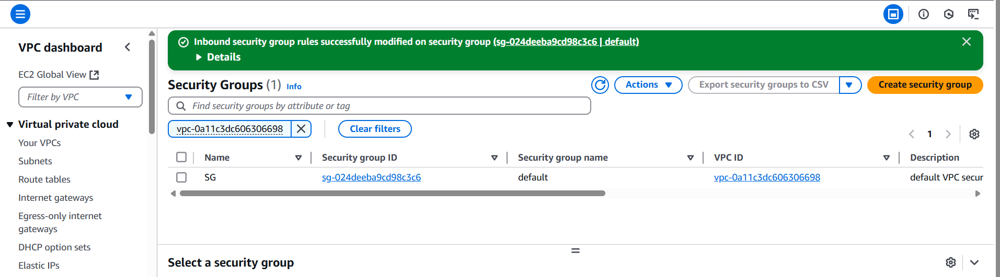 VPC dashboard
EC2 Global View
Filter by VPC
Virtual private cloud
Your VPCs
Subnets
Route tables
Internet gateways
Egress-only internet
gateways
DHCP option sets
Elastic IPs
Inbound security group rules successfully modified on security group (sg-024deeba9cd98c3c6 | default)
Details
Security Groups (1) Info
Actions
Export security groups to CSV
Create security group
Find security groups by attribute or tag
vpc-0a11c3dc606306698
Clear filters
1
Name Security group ID Security group name VPC ID Description
SG sg-024deeba9cd98c3c6 default vpc-0a11c3dc606306698 default VPC secur
Select a security group